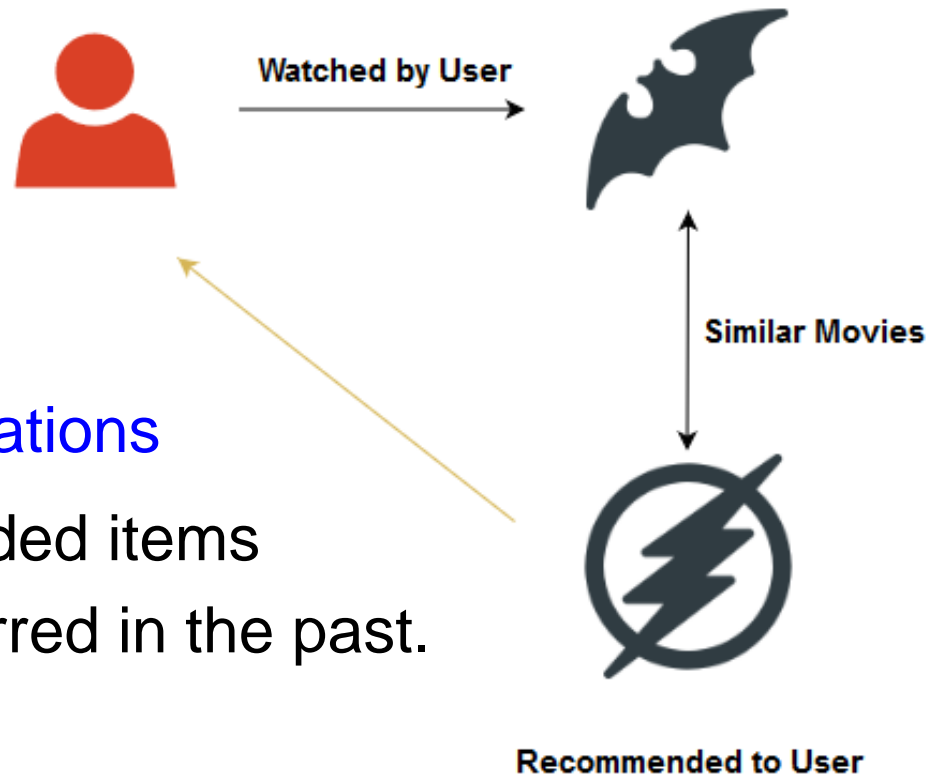 Watched by User
Similar Movies
ations
ded items
rred in the past.
Recommended to User